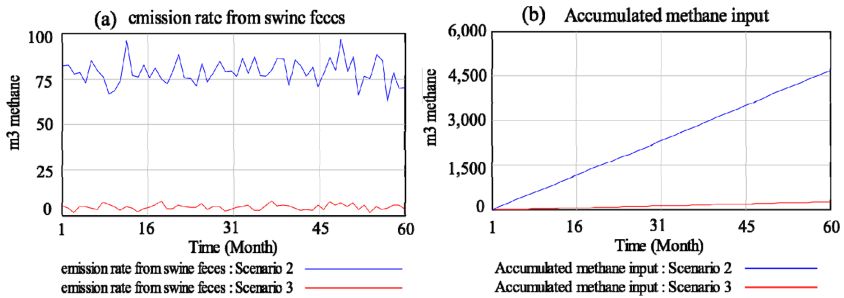 (a) emission rate from swine feces
100
75
50
25
0
m3 methane
1 16 31 45 60
Time (Month)
emission rate from swine feces : Scenario 2
emission rate from swine feces : Scenario 3
(b) Accumulated methane input
6,000
4,500
3,000
1,500
0
m3 methane
1 16 31 45 60
Time (Month)
Accumulated methane input : Scenario 2
Accumulated methane input : Scenario 3